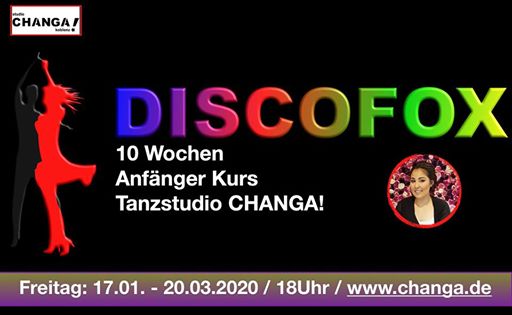 studio
CHANGA!
koblenz
DISCOFOX
10 Wochen
Anfänger Kurs
Tanzstudio CHANGA!
Freitag: 17.01. - 20.03.2020 / 18Uhr / www.changa.de